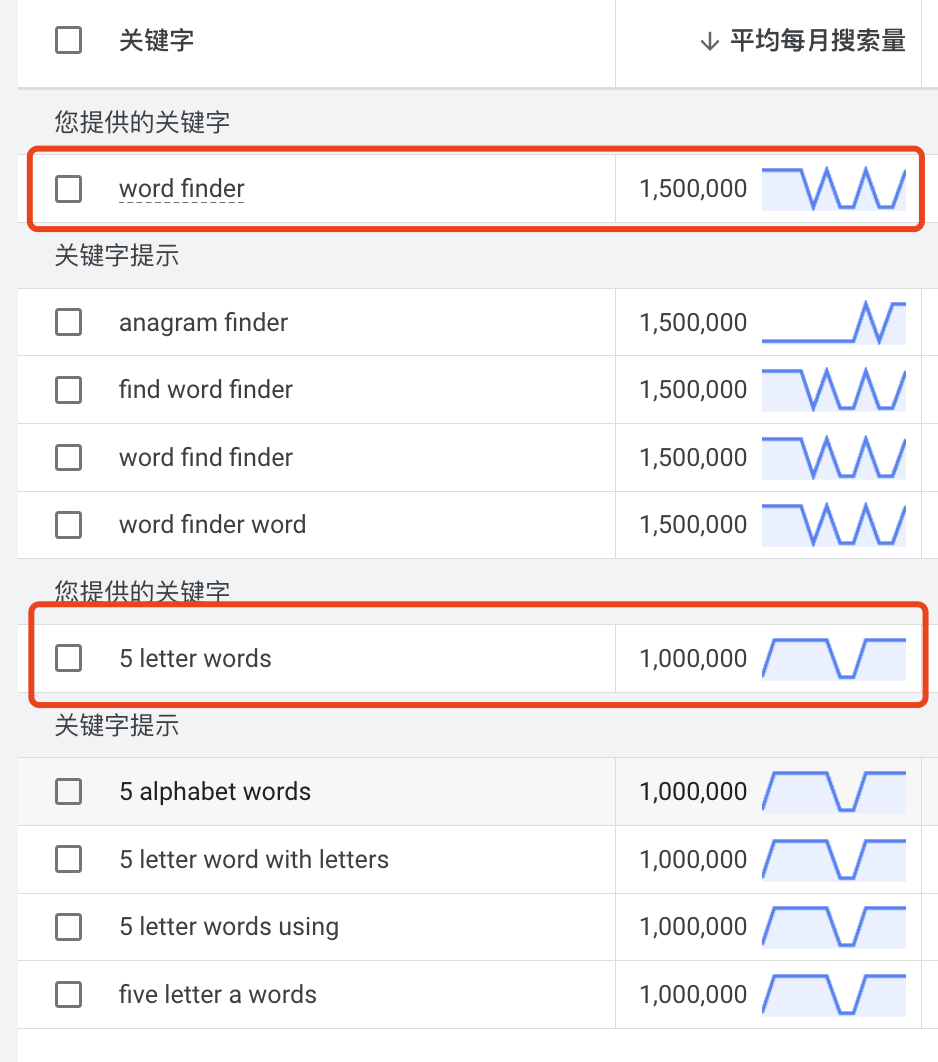 关键字 ↓ 平均每月搜索量
您提供的关键字
word finder 1,500,000
关键字提示
anagram finder 1,500,000
find word finder 1,500,000
word find finder 1,500,000
word finder word 1,500,000
您提供的关键字
5 letter words 1,000,000
关键字提示
5 alphabet words 1,000,000
5 letter word with letters 1,000,000
5 letter words using 1,000,000
five letter a words 1,000,000